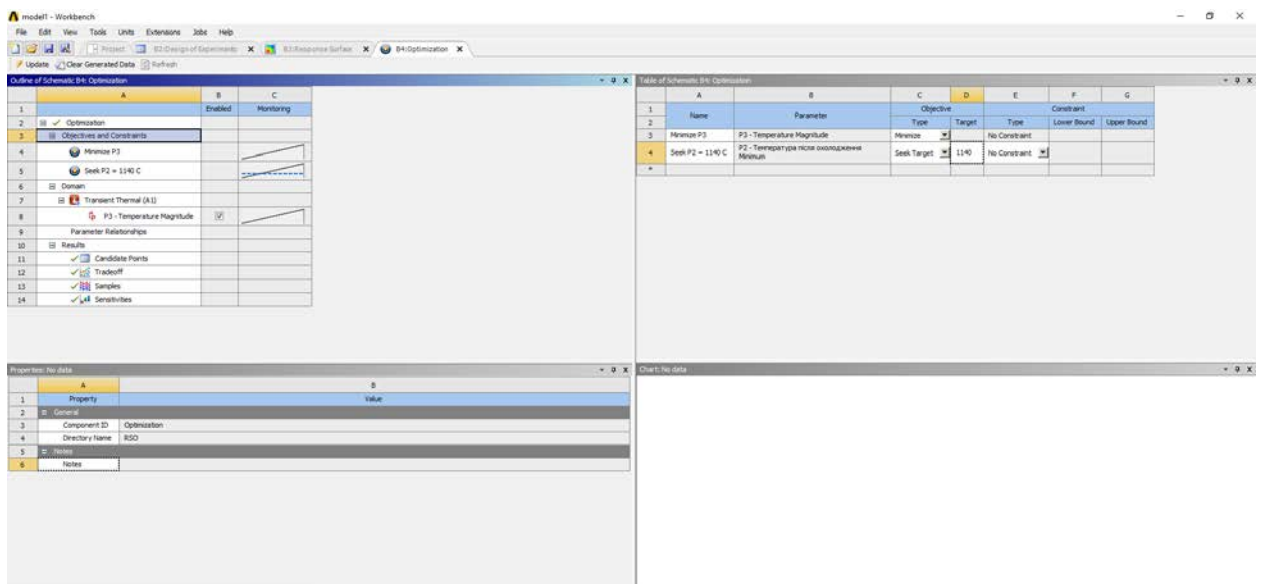 model1 - Workbench
File Edit View Tools Units Extensions Jobs Help
Project B2:Design of Experiments B3:Response Surface B4:Optimization
Update Clear Generated Data Refresh
Outline of Schematic B4: Optimization
A B C
1 Enabled Monitoring
2 Optimization
3 Objectives and Constraints
4 Minimize P3
5 Seek P2 = 1140 C
6 Domain
7 Transient Thermal (A1)
8 P3 - Temperature Magnitude
9 Parameter Relationships
10 Results
11 Candidate Points
12 Tradeoff
13 Samples
14 Sensitivities
Table of Schematic B4: Optimization
A B C D E F G
1 Name Parameter Objective Constraint
2 Type Target Type Lower Bound Upper Bound
3 Minimize P3 P3 - Temperature Magnitude Minimize No Constraint
4 Seek P2 = 1140 C P2 - Температура після охолодження Minimum Seek Target 1140 No Constraint
*
Properties: No data
A B
1 Property Value
2 General
3 Component ID Optimization
4 Directory Name RSO
5 Notes
6 Notes
Chart: No data